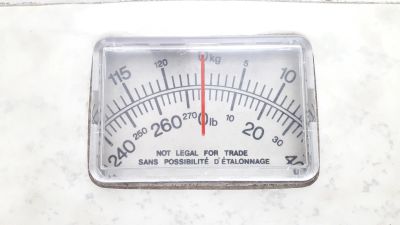 115 120 0 kg 5 10
240 250 260 270 0 lb 10 20 30 40
NOT LEGAL FOR TRADE
SANS POSSIBILITÉ D'ÉTALONNAGE